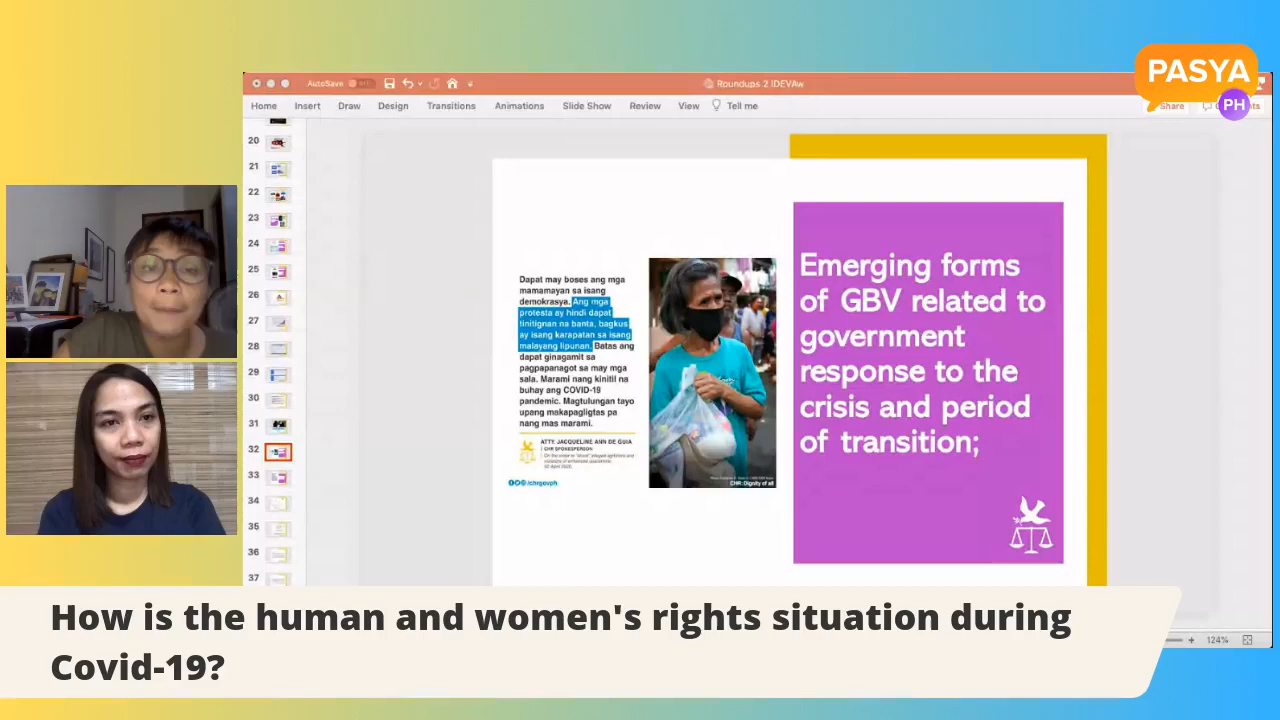 PASYA
PH
AutoSave
Roundups 2 IDEVAw
Home Insert Draw Design Transitions Animations Slide Show Review View Tell me
Share
20
21
22
23
24
25
26
27
28
29
30
31
32
33
34
35
36
37
Dapat may boses ang mga
mamamayan sa isang
demokrasya. Ang mga
protesta ay hindi dapat
tinitignan na banta, bagkus
ay isang karapatan sa isang
malayang lipunan. Batas ang
dapat ginagamit sa
pagpapanagot sa may mga
sala. Marami nang kinitil na
buhay ang COVID-19
pandemic. Magtulungan tayo
upang makapagligtas pa
nang mas marami.
ATTY. JACQUELINE ANN DE GUIA
CHR SPOKESPERSON
/chrgovph
CHR: Dignity of all
Emerging forms
of GBV related to
government
response to the
crisis and period
of transition;
124%
How is the human and women's rights situation during
Covid-19?